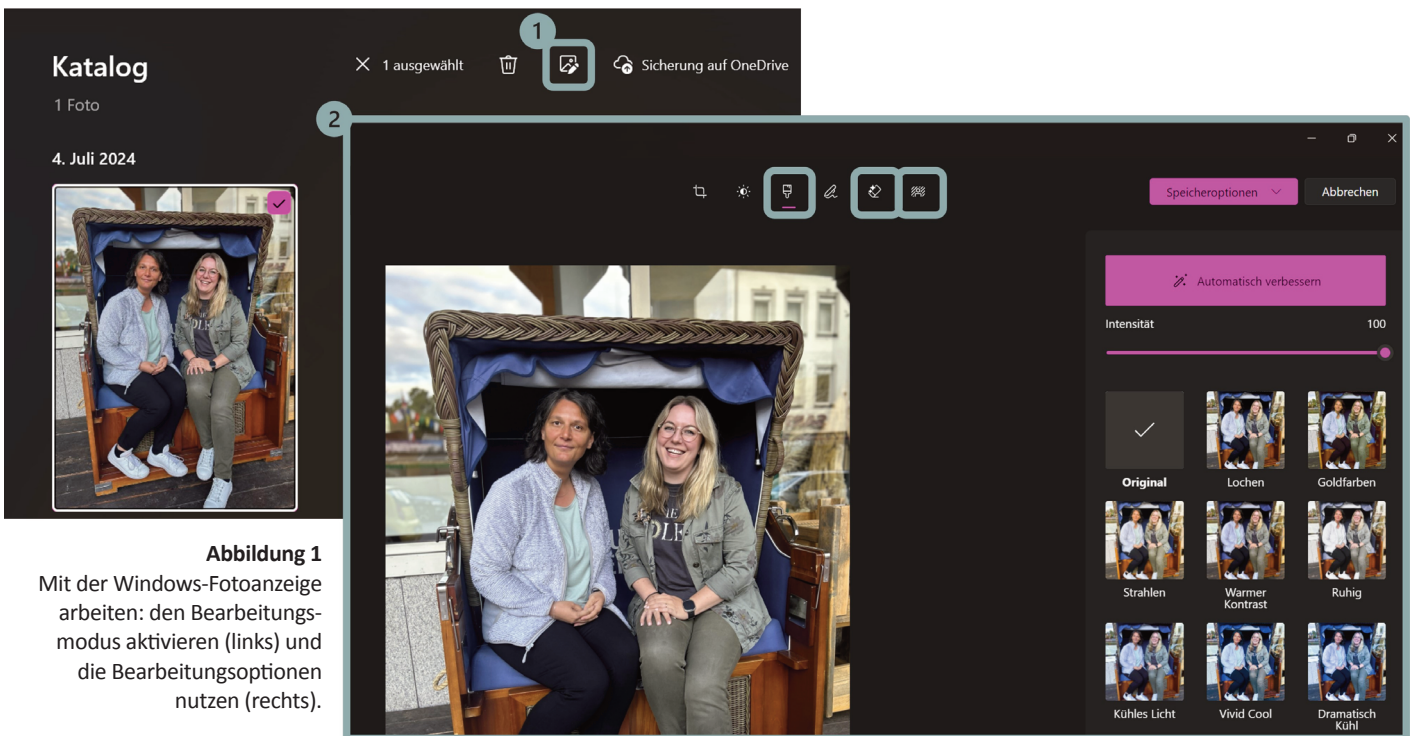 1
Katalog
1 ausgewählt
Sicherung auf OneDrive
1 Foto
2
4. Juli 2024
Speicheroptionen
Abbrechen
Automatisch verbessern
Intensität
100
Original
Lochen
Goldfarben
Strahlen
Warmer
Kontrast
Ruhig
Kühles Licht
Vivid Cool
Dramatisch
Kühl
Abbildung 1
Mit der Windows-Fotoanzeige
arbeiten: den Bearbeitungs-
modus aktivieren (links) und
die Bearbeitungsoptionen
nutzen (rechts).